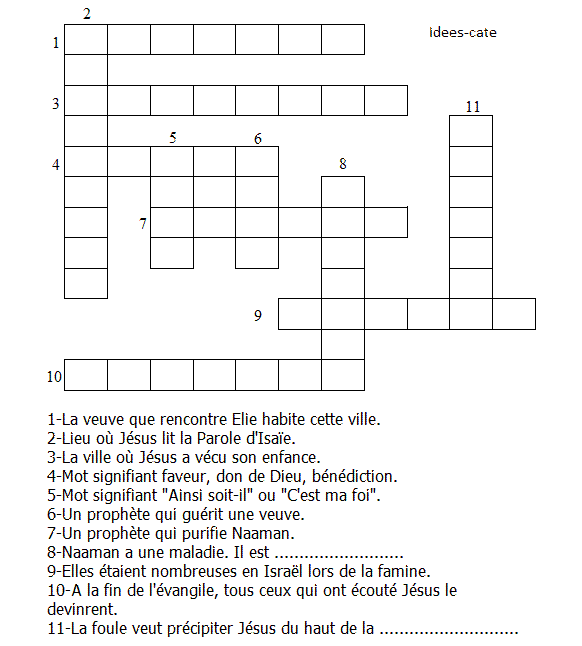 2
idees-cate
1
3
11
5 6
4 8
7
9
10
1-La veuve que rencontre Elie habite cette ville.
2-Lieu où Jésus lit la Parole d'Isaïe.
3-La ville où Jésus a vécu son enfance.
4-Mot signifiant faveur, don de Dieu, bénédiction.
5-Mot signifiant "Ainsi soit-il" ou "C'est ma foi".
6-Un prophète qui guérit une veuve.
7-Un prophète qui purifie Naaman.
8-Naaman a une maladie. Il est ..........................
9-Elles étaient nombreuses en Israël lors de la famine.
10-A la fin de l'évangile, tous ceux qui ont écouté Jésus le
devinrent.
11-La foule veut précipiter Jésus du haut de la ............................